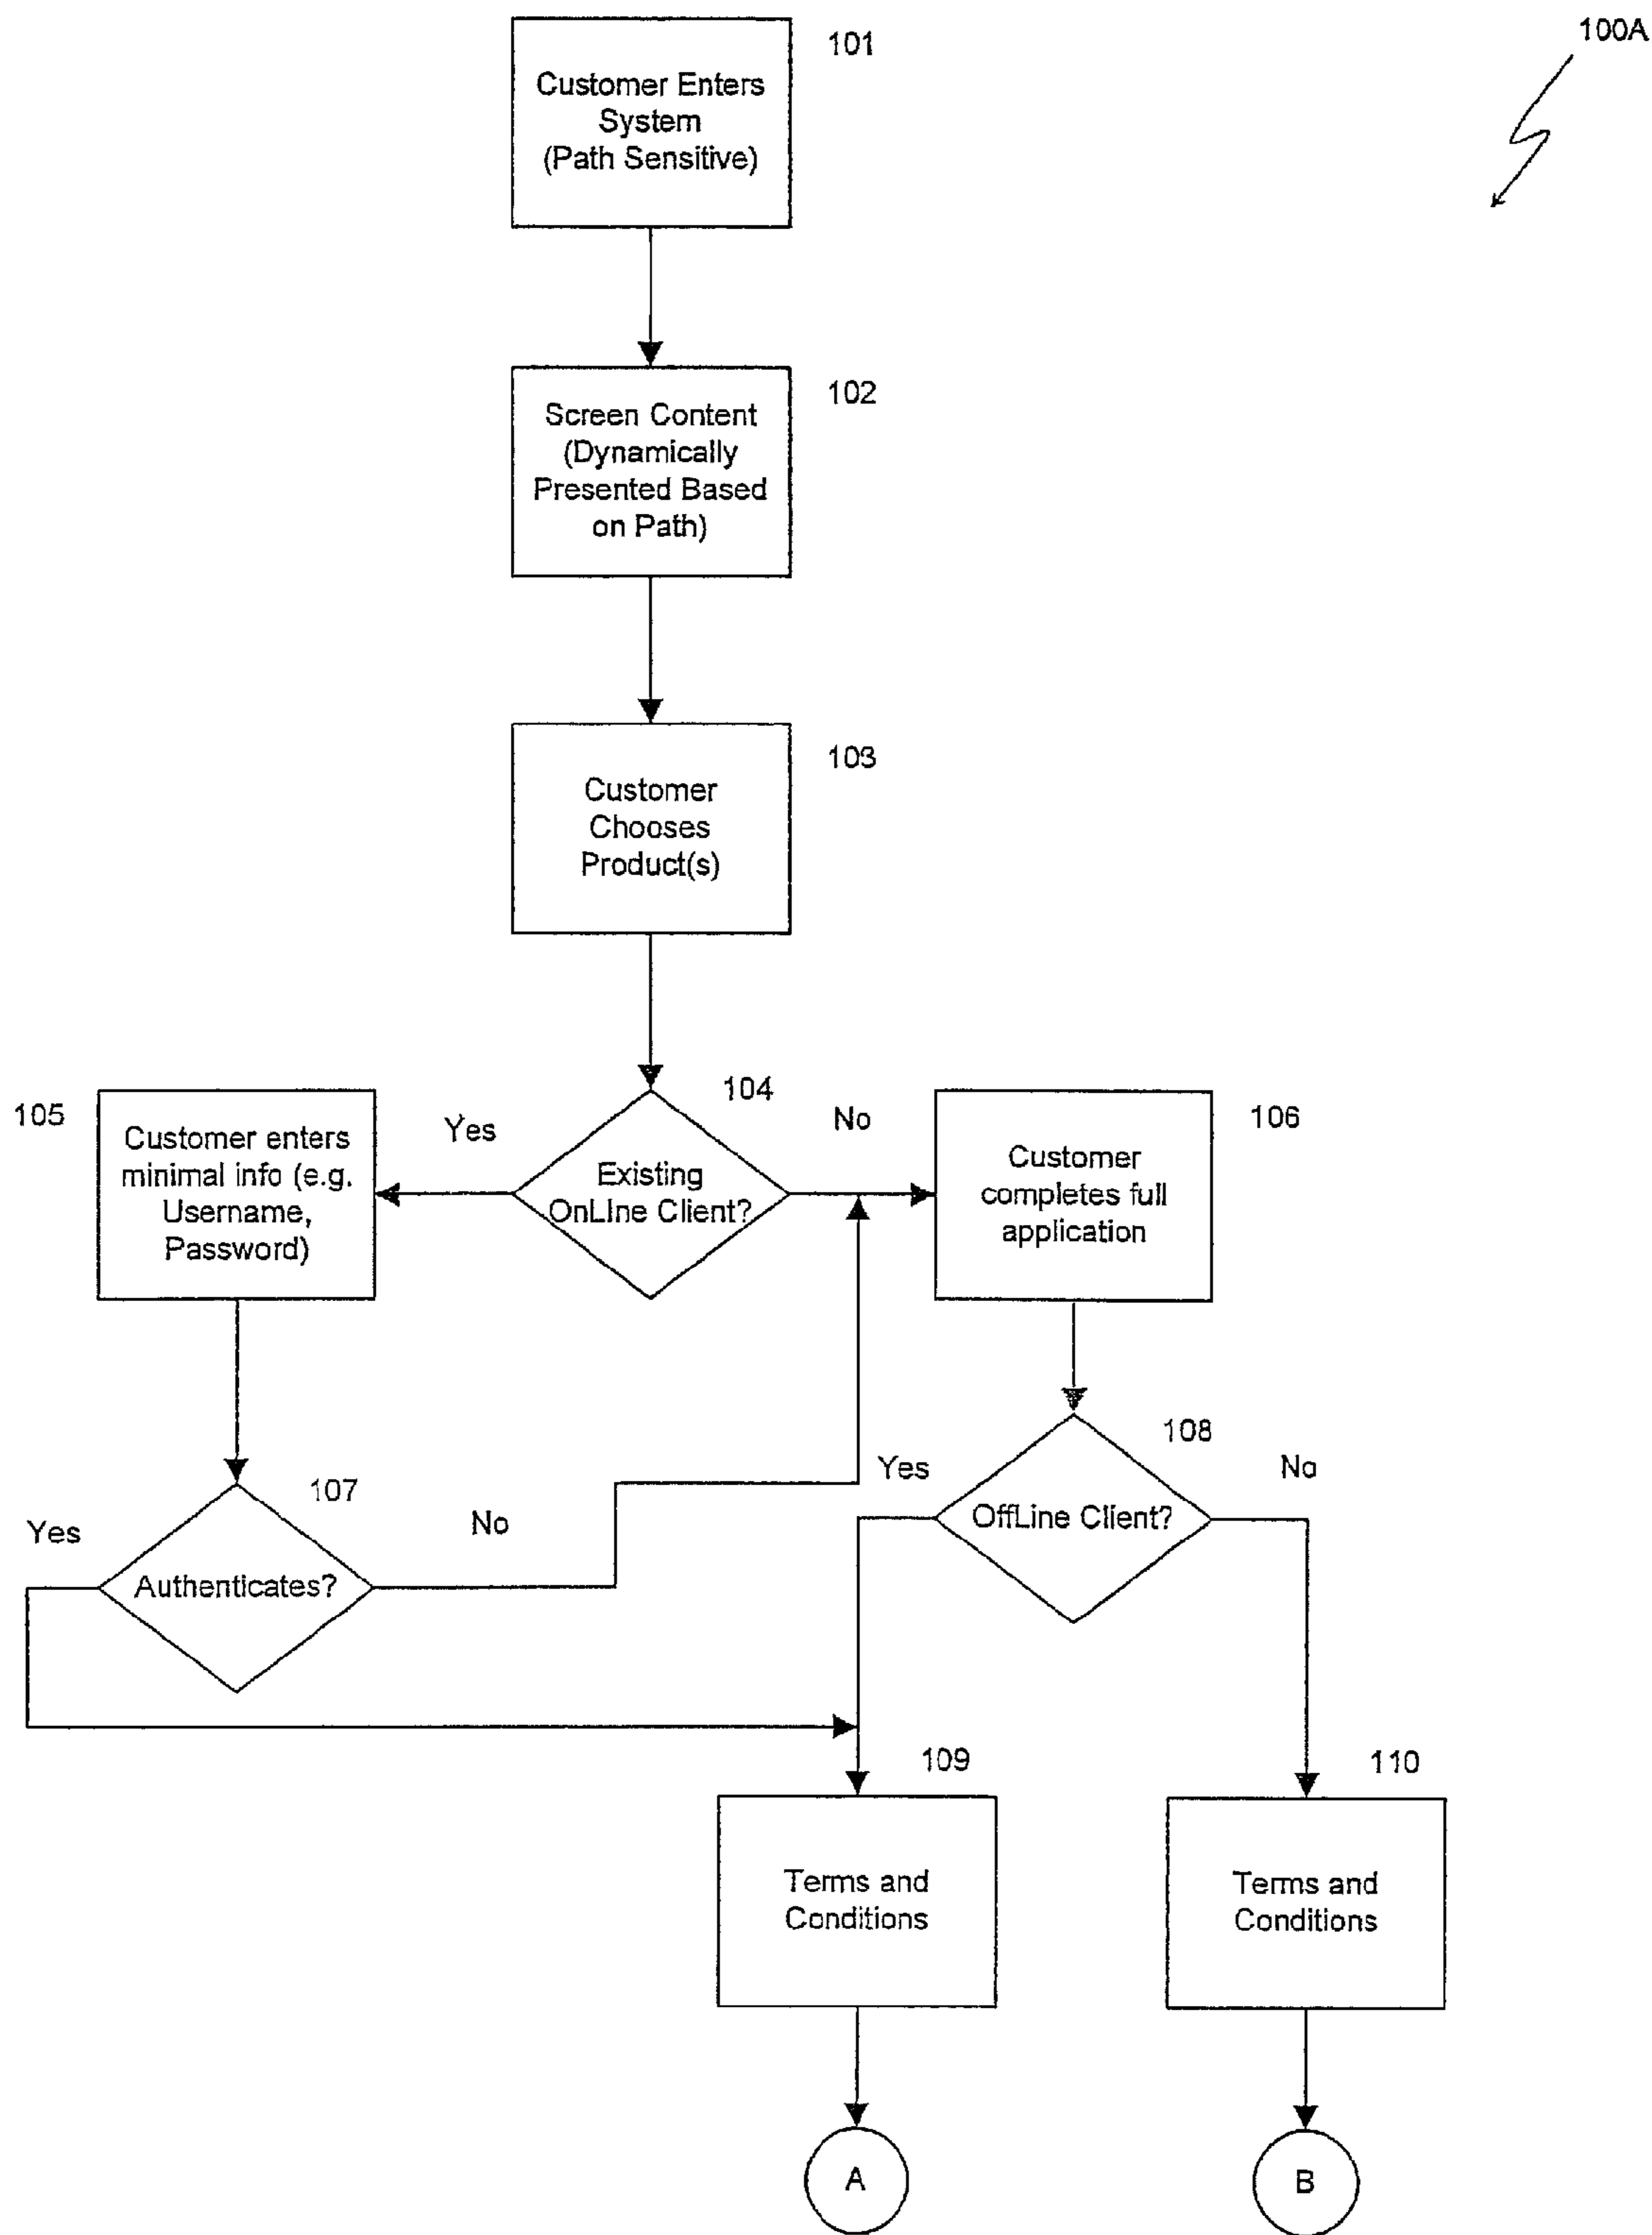 100A
101
Customer Enters
System
(Path Sensitive)
102
Screen Content
(Dynamically
Presented Based
on Path)
103
Customer
Chooses
Product(s)
104
Yes
No
Existing
OnLIne Client?
105
Customer enters
minimal info (e.g.
Username,
Password)
106
Customer
completes full
application
107
Yes
No
Authenticates?
108
Yes
No
OffLine Client?
109
Terms and
Conditions
110
Terms and
Conditions
A
B